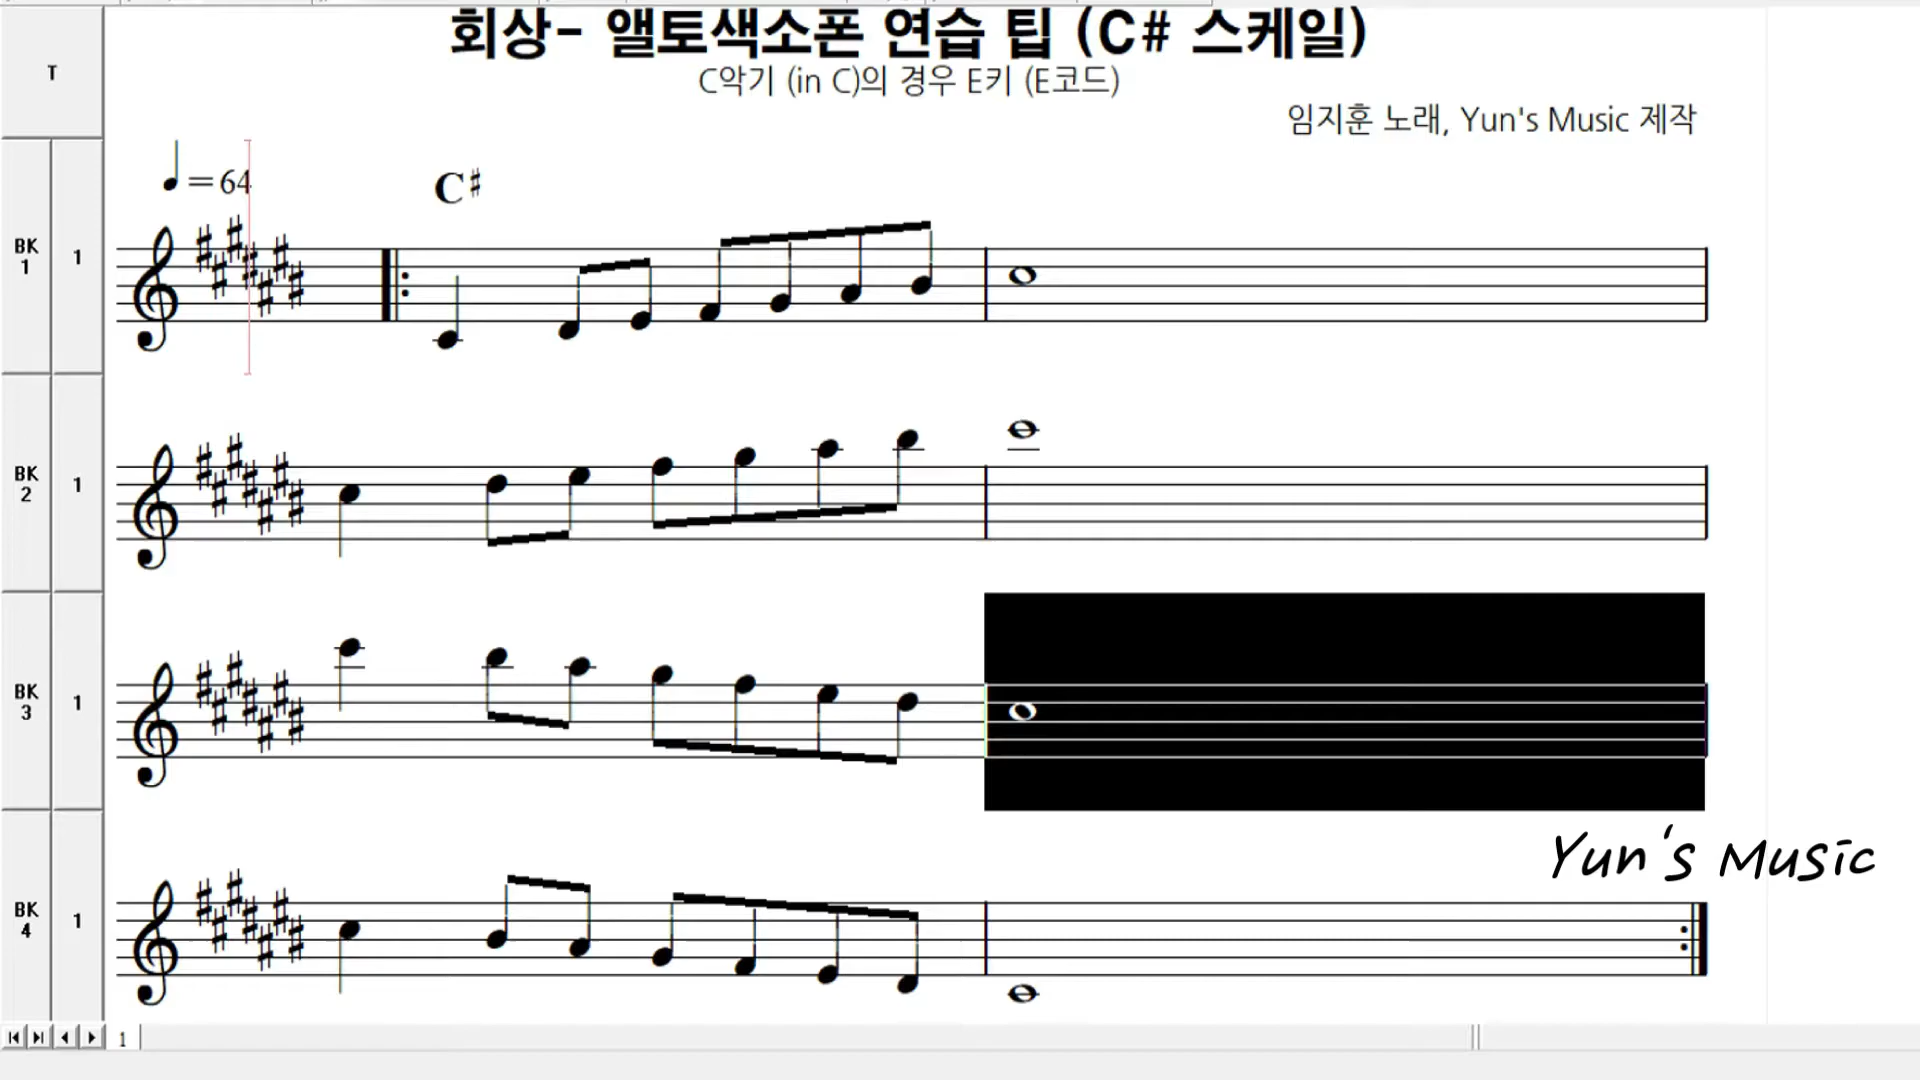 회상- 앨토색소폰 연습 팁 (C# 스케일)
C악기 (in C)의 경우 E키 (E코드)
임지훈 노래, Yun's Music 제작
T
= 64
C♯
BK 1
1
BK 2
1
BK 3
1
Yun's Music
BK 4
1
1